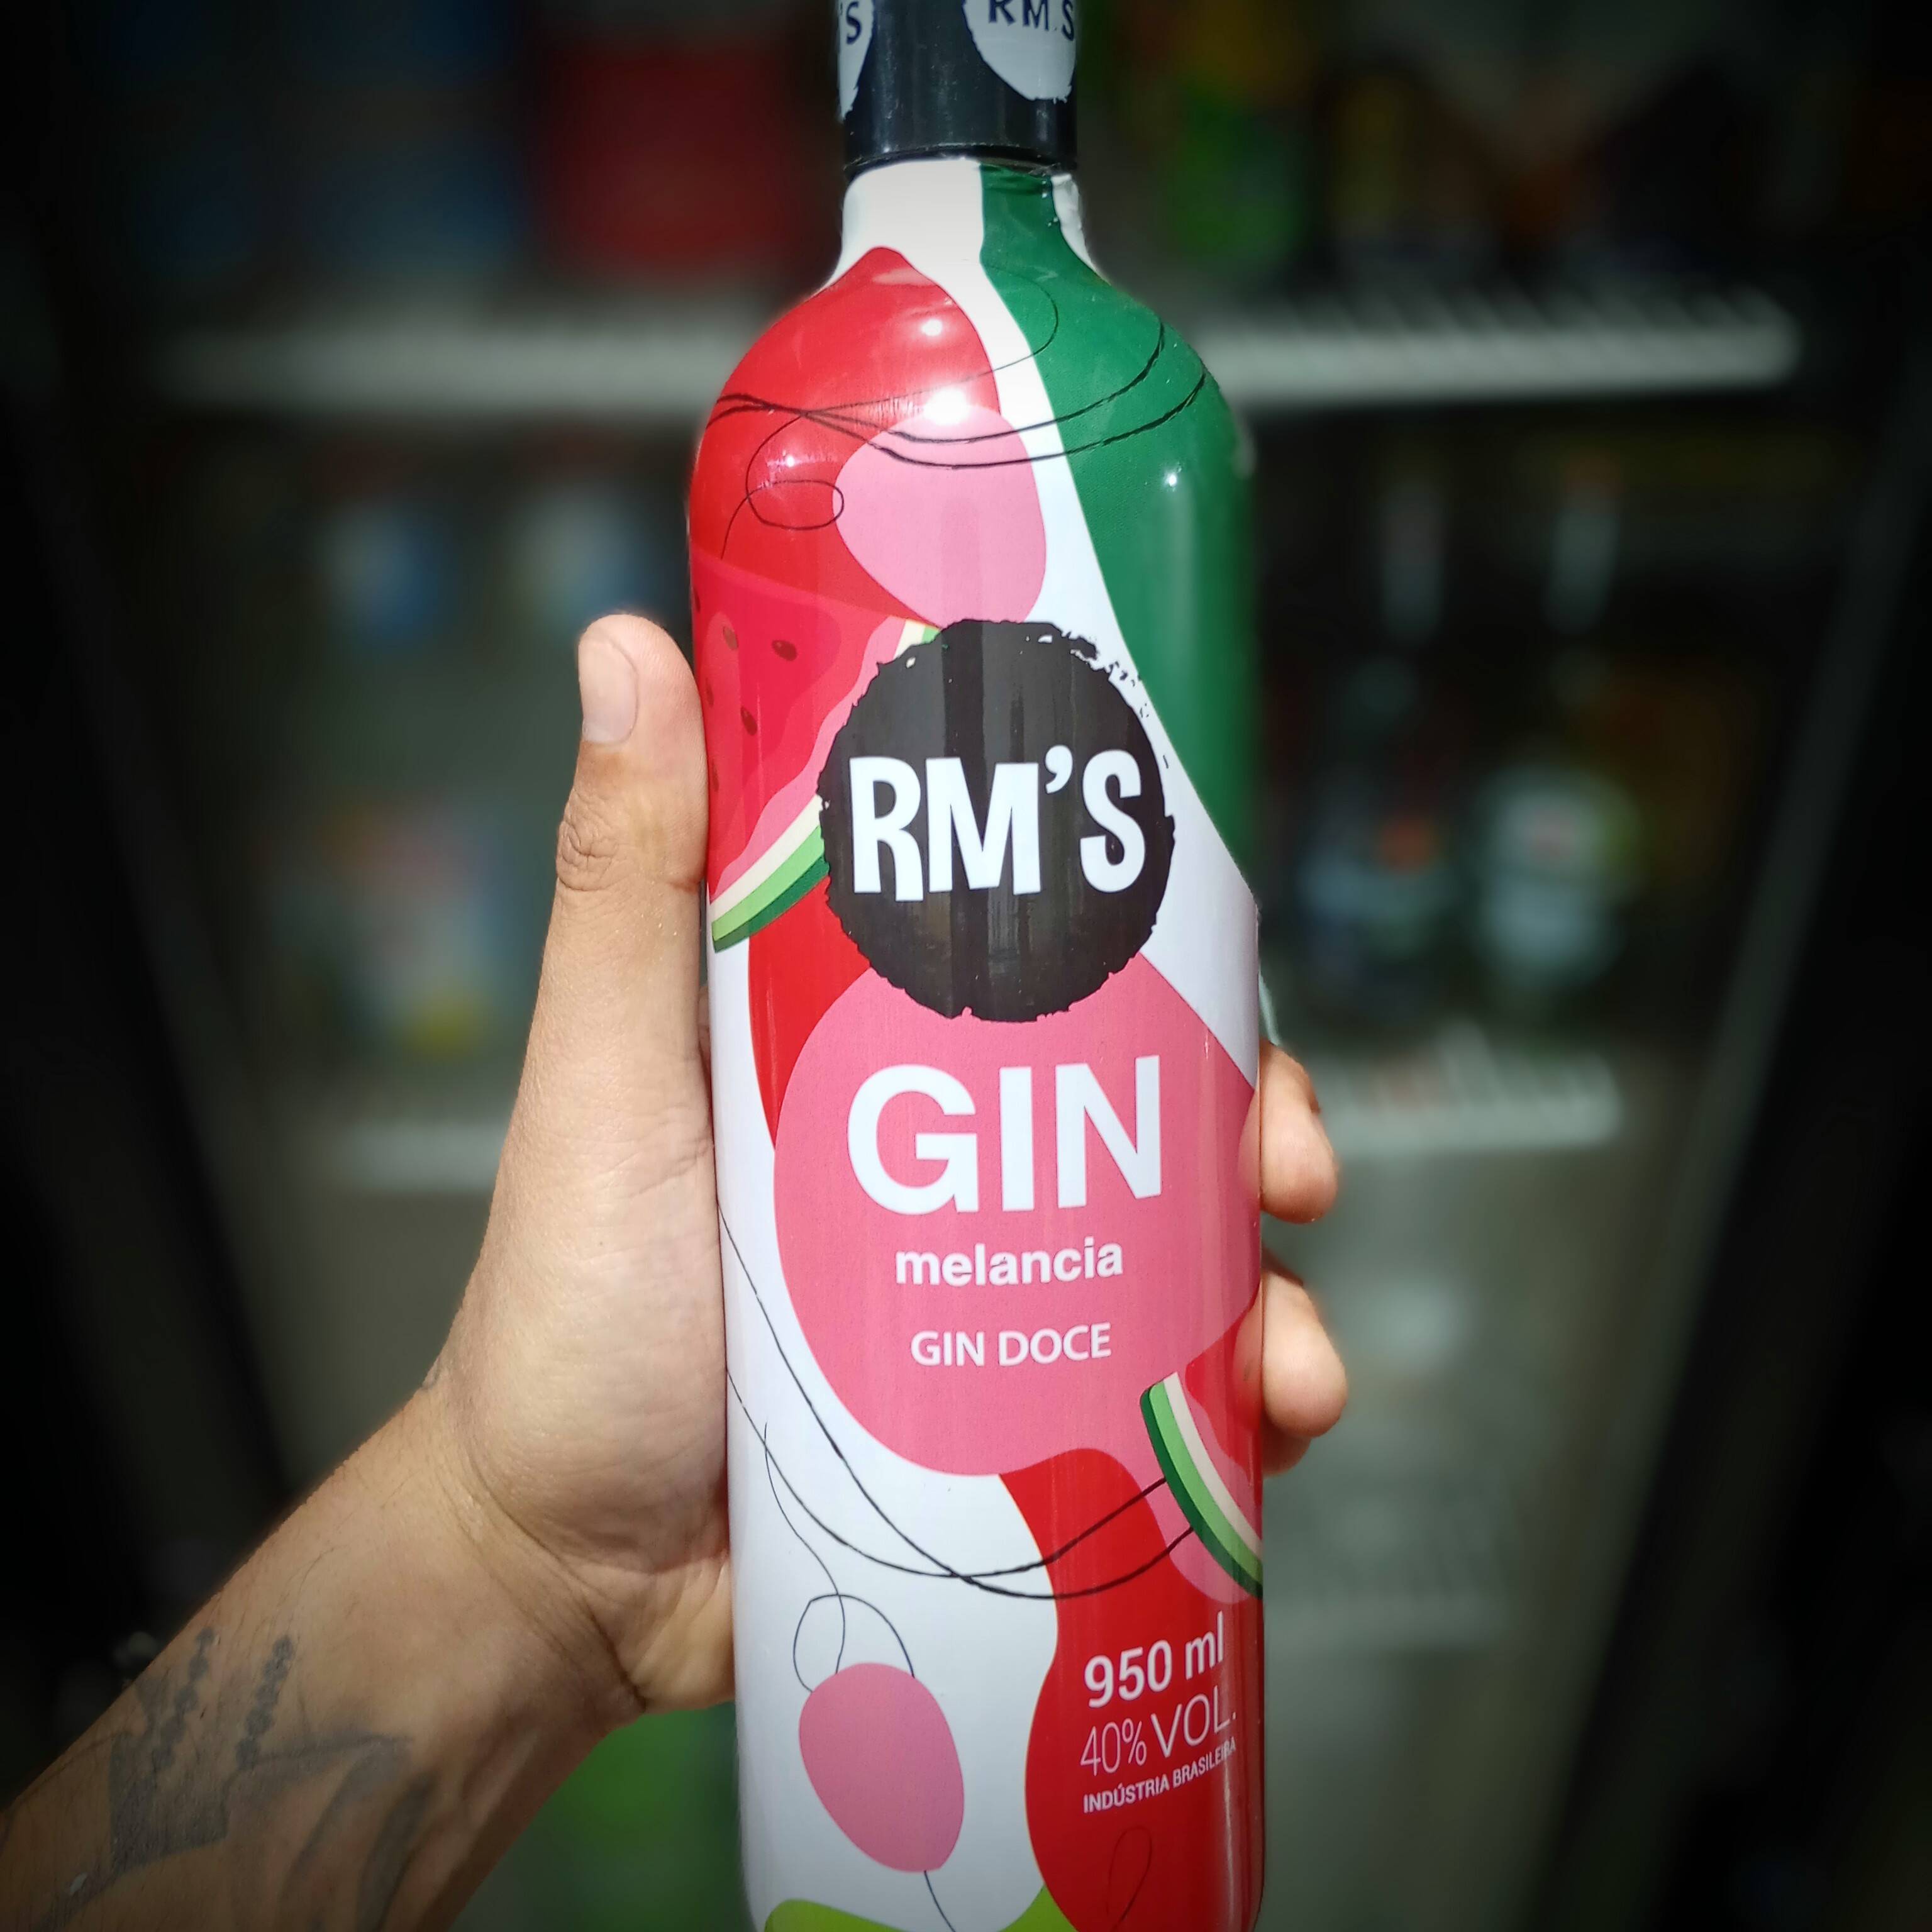 'S
RM'S
RM'S
GIN
melancia
GIN DOCE
950 ml
40% VOL.
INDÚSTRIA BRASILEIRA